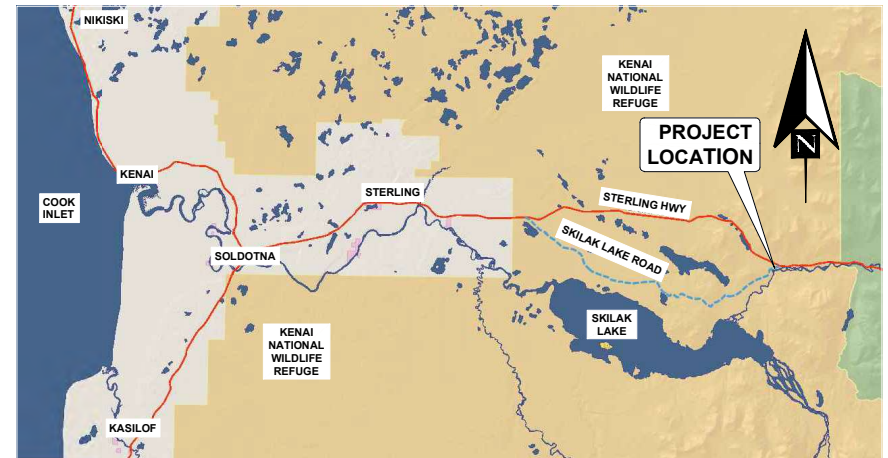 NIKISKI
KENAI
NATIONAL
WILDLIFE
REFUGE
PROJECT
LOCATION
N
KENAI
STERLING
COOK
INLET
STERLING HWY
SKILAK LAKE ROAD
SOLDOTNA
SKILAK
LAKE
KENAI
NATIONAL
WILDLIFE
REFUGE
KASILOF